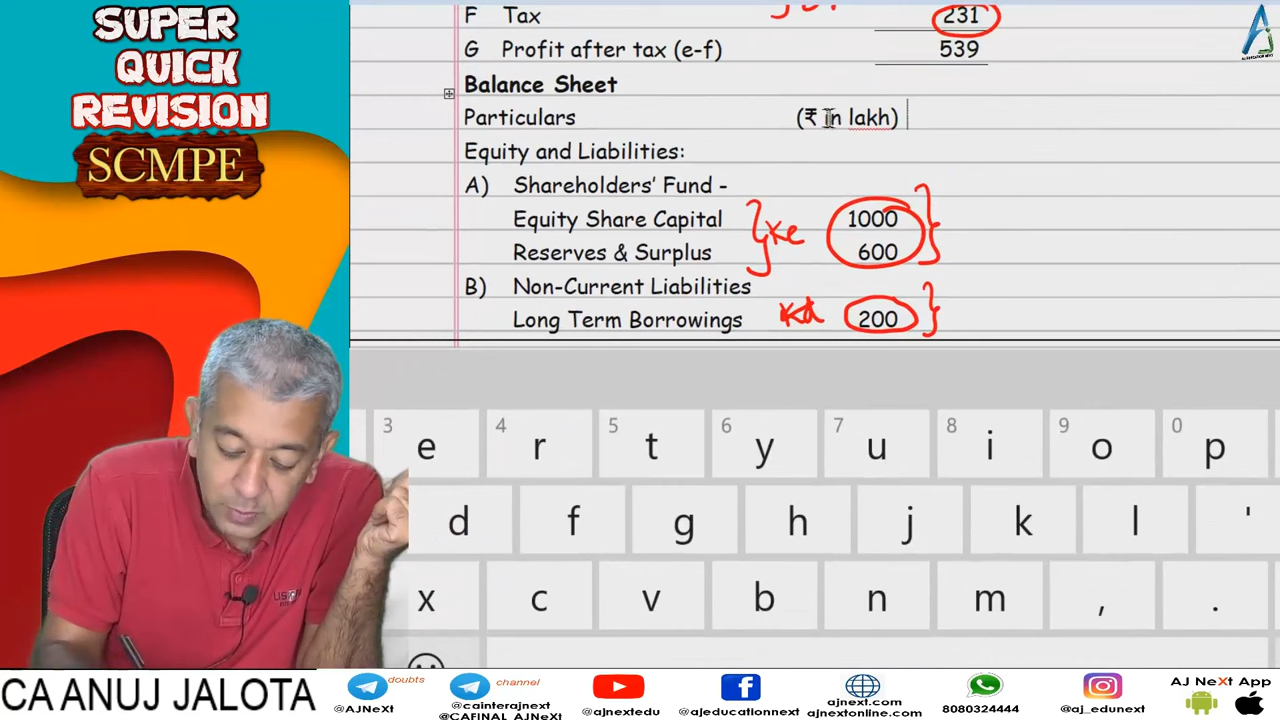 SUPER
QUICK
REVISION
SCMPE
F Tax 231
G Profit after tax (e-f) 539
Balance Sheet
Particulars (₹ in lakh)
Equity and Liabilities:
A) Shareholders' Fund -
Equity Share Capital 1000
Reserves & Surplus Ke 600
B) Non-Current Liabilities
Long Term Borrowings Kd 200
3 4 5 6 7 8 9 0
e r t y u i o p
d f g h j k l '
x c v b n m , .
CA ANUJ JALOTA
doubts
@AJNeXt
channel
@cainterajnext
@CAFINAL_AJNeXt
@ajnextedu
@ajeducationnext
ajnext.com
ajnextonline.com
8080324444
@aj_edunext
AJ NeXt App